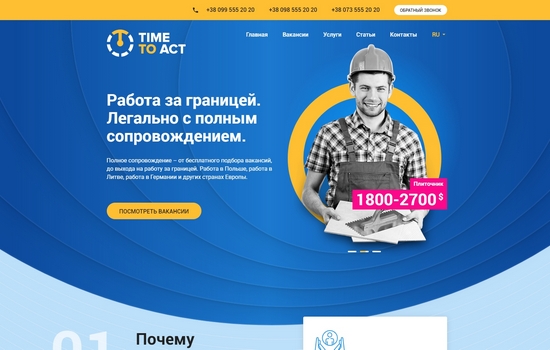 +38 099 555 20 20 +38 098 555 20 20 +38 073 555 20 20 ОБРАТНЫЙ ЗВОНОК
TIME
TO ACT
Главная Вакансии Услуги Статьи Контакты RU
Работа за границей.
Легально с полным
сопровождением.
Полное сопровождение – от бесплатного подбора вакансий,
до выхода на работу за границей. Работа в Польши, работа в
Литве, работа в Германии и других странах Европы.
ПОСМОТРЕТЬ ВАКАНСИИ
Плиточник
1800-2700 $
01
Почему